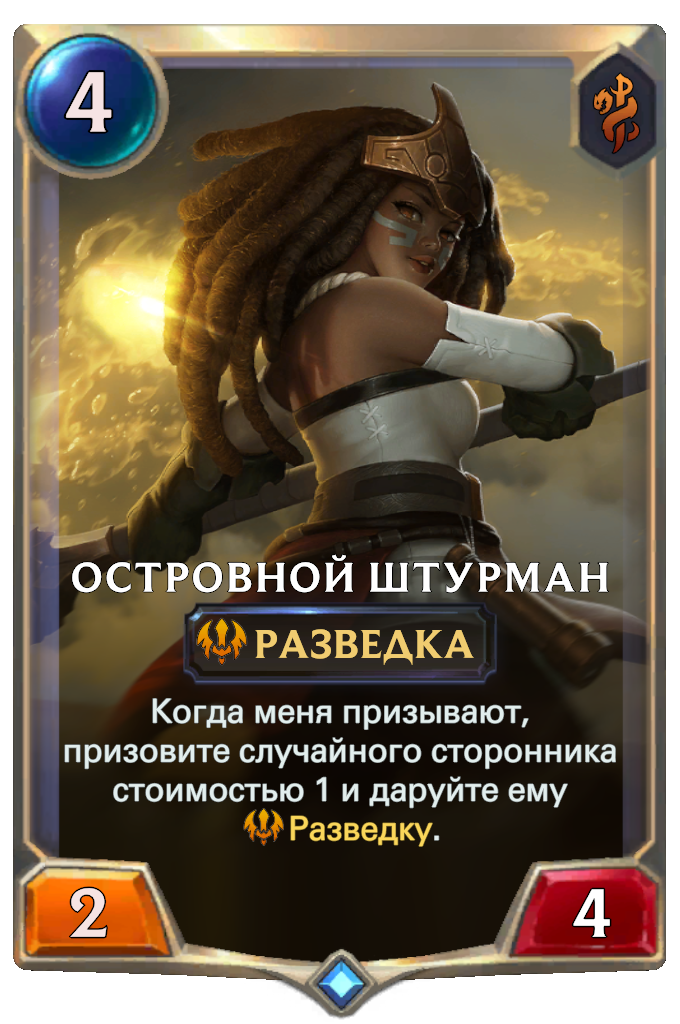 4
ОСТРОВНОЙ ШТУРМАН
РАЗВЕДКА
Когда меня призывают,
призовите случайного сторонника
стоимостью 1 и даруйте ему
Разведку.
2
4